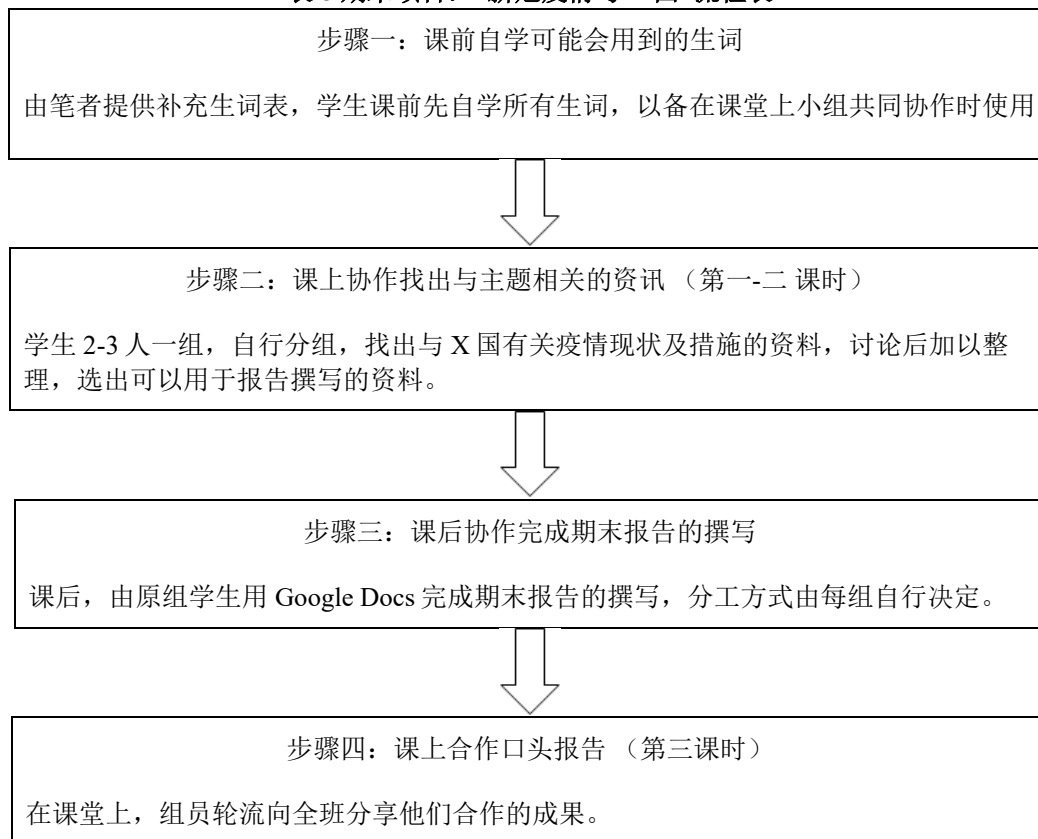 步骤一：课前自学可能会用到的生词
由笔者提供补充生词表，学生课前先自学所有生词，以备在课堂上小组共同协作时使用
步骤二：课上协作找出与主题相关的资讯 （第一-二 课时）
学生 2-3 人一组，自行分组，找出与 X 国有关疫情现状及措施的资料，讨论后加以整
理，选出可以用于报告撰写的资料。
步骤三：课后协作完成期末报告的撰写
课后，由原组学生用 Google Docs 完成期末报告的撰写，分工方式由每组自行决定。
步骤四：课上合作口头报告 （第三课时）
在课堂上，组员轮流向全班分享他们合作的成果。